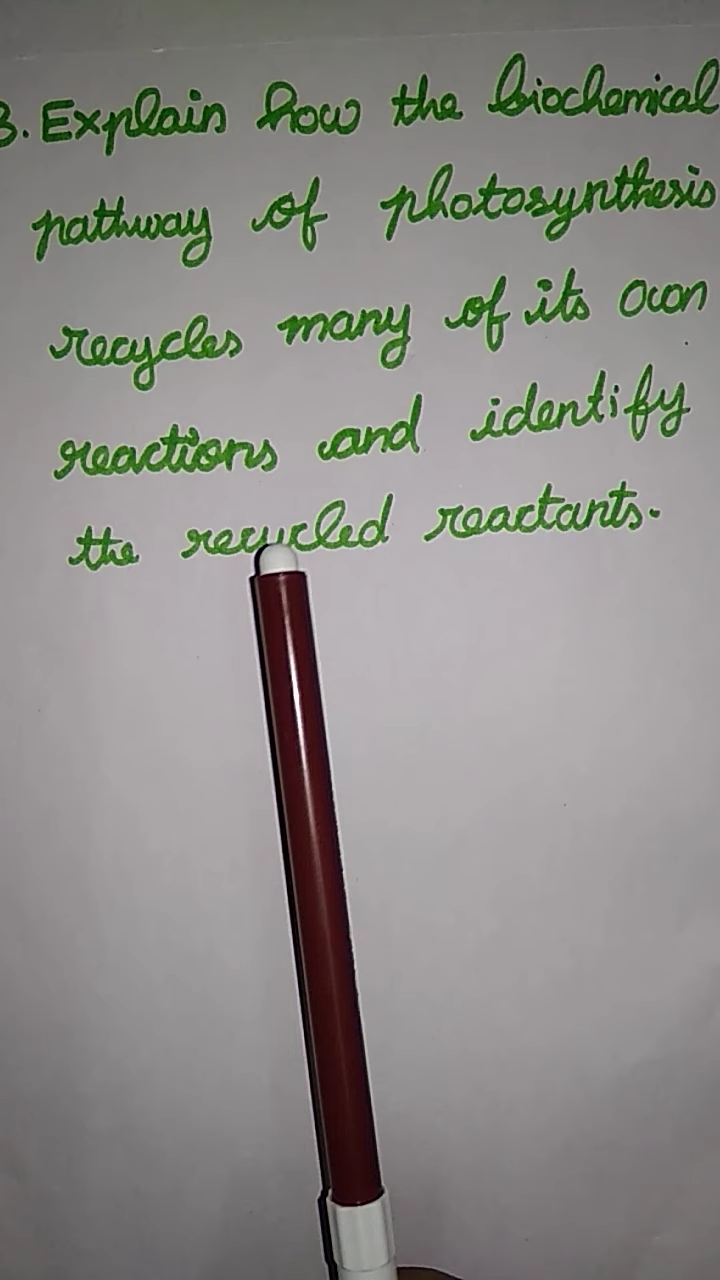 3. Explain how the biochemical
pathway of photosynthesis
recycles many of its own
reactions and identify
the recycled reactants.